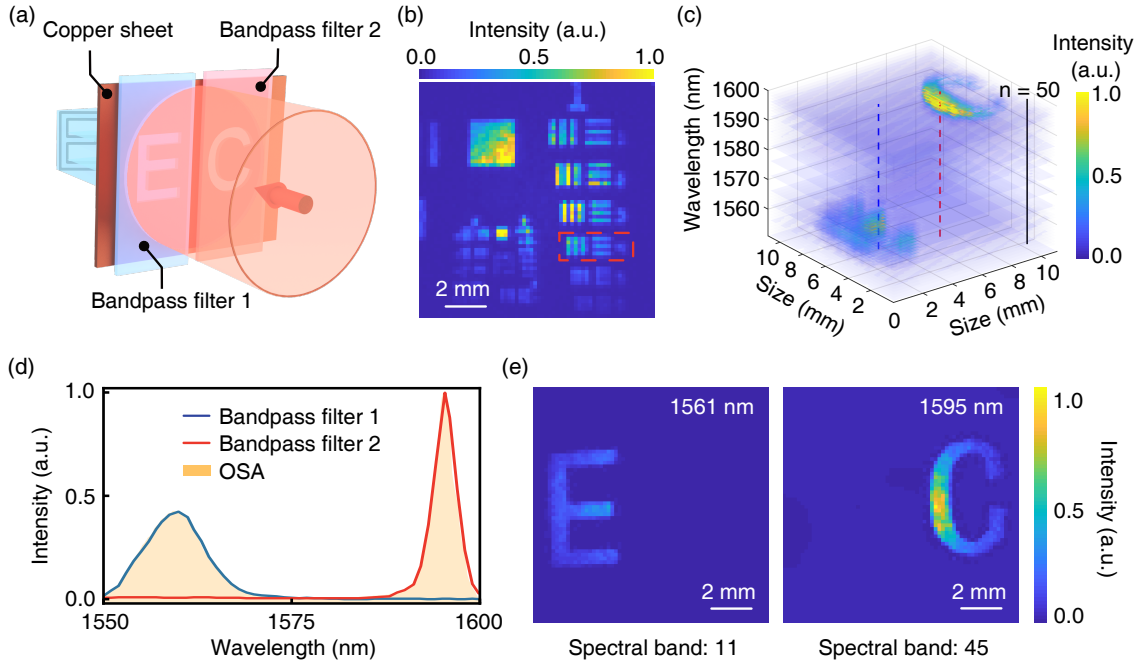 (a)
Copper sheet
Bandpass filter 2
E C
Bandpass filter 1
(b)
Intensity (a.u.)
0.0 0.5 1.0
2 mm
(c)
Intensity
(a.u.)
1.0
0.5
0.0
n = 50
Wavelength (nm)
1600
1590
1580
1570
1560
10 8 6 4 2
Size (mm)
0
2 4 6 8 10
Size (mm)
(d)
Intensity (a.u.)
1.0
0.5
0.0
Bandpass filter 1
Bandpass filter 2
OSA
1550 1575 1600
Wavelength (nm)
(e)
1561 nm
E
2 mm
Spectral band: 11
1595 nm
C
2 mm
Spectral band: 45
1.0
0.5
0.0
Intensity (a.u.)